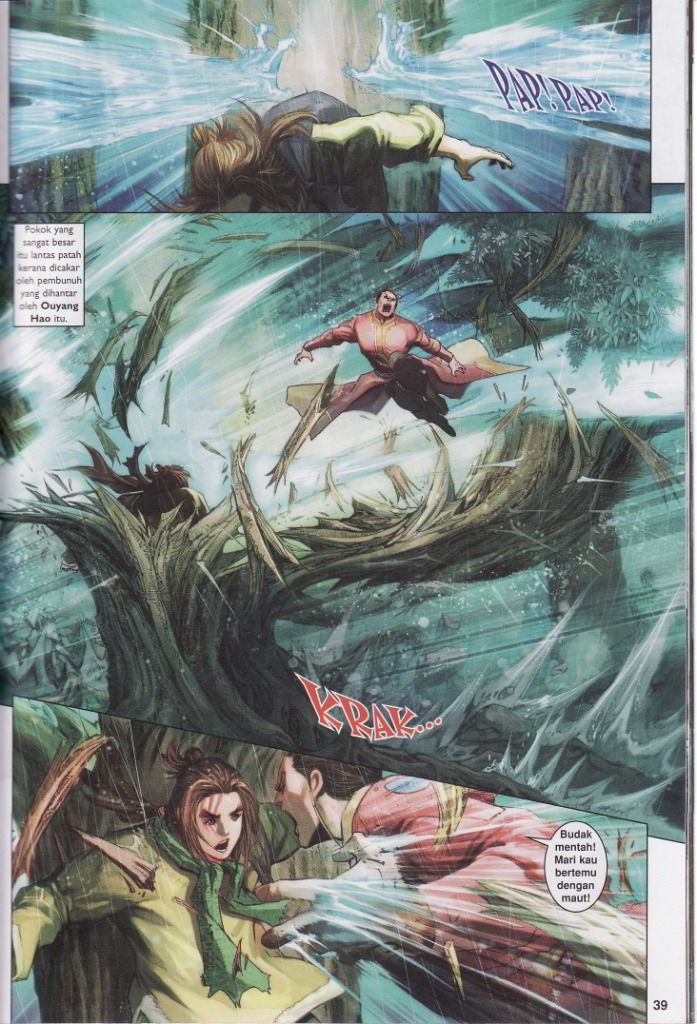 PAP! PAP!
Pokok yang
sangat besar
itu lantas patah
kerana dicakar
oleh pembunuh
yang dihantar
oleh Ouyang
Hao itu.
KRAK...
Budak
mentah!
Mari kau
bertemu
dengan
maut!
39